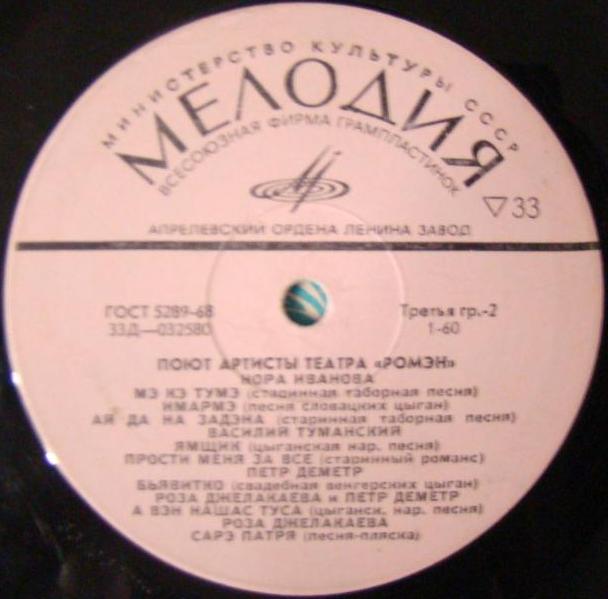 МИНИСТЕРСТВО КУЛЬТУРЫ СССР
МЕЛОДИЯ
ВСЕСОЮЗНАЯ ФИРМА ГРАМПЛАСТИНОК
▽33
АПРЕЛЕВСКИЙ ОРДЕНА ЛЕНИНА ЗАВОД
ГОСТ 5289-68 Третья гр.-2
33Д—032580 1-60
ПОЮТ АРТИСТЫ ТЕАТРА «РОМЭН»
НОРА ИВАНОВА
МЭ КЭ ТУМЭ (старинная таборная песня)
ИМАРМЭ (песня словацких цыган)
АЙ ДА НА ЗАДЭНА (старинная таборная песня)
ВАСИЛИЙ ТУМАНСКИЙ
ЯМЩИК (цыганская нар. песня)
ПРОСТИ МЕНЯ ЗА ВСЕ (старинный романс)
ПЕТР ДЕМЕТР
БЬЯВИТКО (свадебная венгерских цыган)
РОЗА ДЖЕЛАКАЕВА и ПЕТР ДЕМЕТР
А ВЭН НАШАС ТУСА (цыганск. нар. песня)
РОЗА ДЖЕЛАКАЕВА
САРЭ ПАТРЯ (песня-пляска)